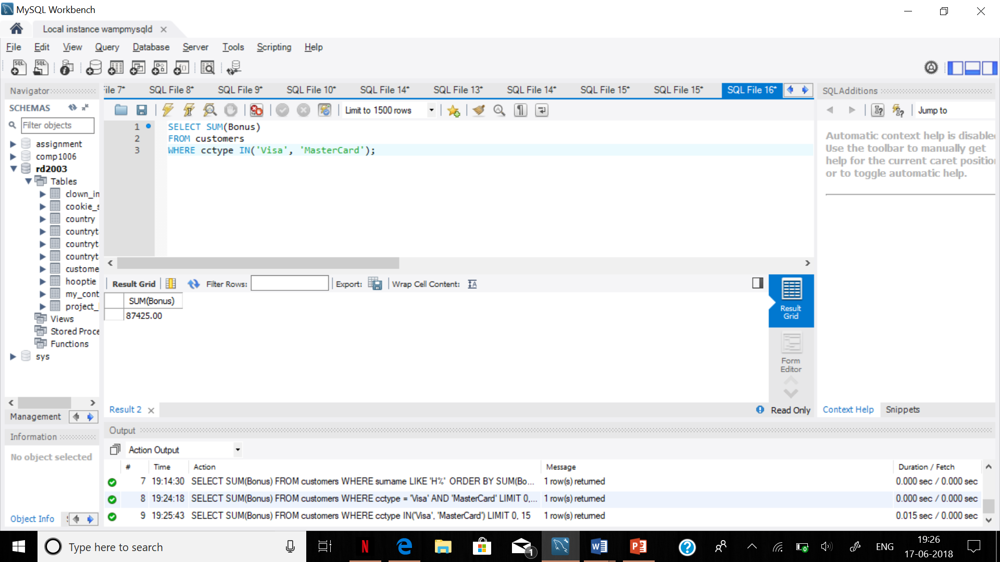 MySQL Workbench
Local instance wampmysqld
File Edit View Query Database Server Tools Scripting Help
Navigator
SCHEMAS
Filter objects
assignment
comp1006
rd2003
Tables
clown_in
cookie_s
country
countryt
countryt
countryt
custome
hooptie
my_cont
project_
Views
Stored Proce
Functions
sys
Management
Information
No object selected
Object Info
File 7* SQL File 8* SQL File 9* SQL File 10* SQL File 14* SQL File 13* SQL File 14* SQL File 15* SQL File 15* SQL File 16*
Limit to 1500 rows
1 SELECT SUM(Bonus)
2 FROM customers
3 WHERE cctype IN('Visa', 'MasterCard');
Result Grid Filter Rows: Export: Wrap Cell Content:
SUM(Bonus)
87425.00
Result Grid
Form Editor
Result 2
Read Only
SQLAdditions
Jump to
Automatic context help is disable
Use the toolbar to manually get
help for the current caret positio
or to toggle automatic help.
Context Help Snippets
Output
Action Output
# Time Action Message Duration / Fetch
7 19:14:30 SELECT SUM(Bonus) FROM customers WHERE surname LIKE 'H%' ORDER BY SUM(Bo... 1 row(s) returned 0.000 sec / 0.000 sec
8 19:24:18 SELECT SUM(Bonus) FROM customers WHERE cctype = 'Visa' AND 'MasterCard' LIMIT 0,... 1 row(s) returned 0.000 sec / 0.000 sec
9 19:25:43 SELECT SUM(Bonus) FROM customers WHERE cctype IN('Visa', 'MasterCard') LIMIT 0, 15 1 row(s) returned 0.015 sec / 0.000 sec
Type here to search
1
ENG
19:26
17-06-2018